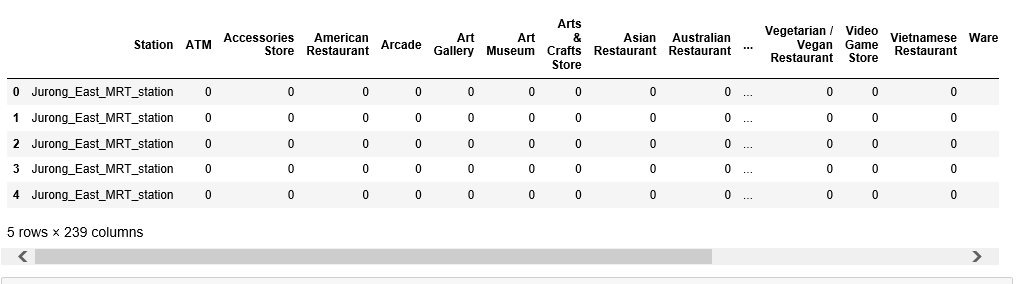 Station ATM Accessories Store American Restaurant Arcade Art Gallery Art Museum Arts & Crafts Store Asian Restaurant Australian Restaurant ... Vegetarian / Vegan Restaurant Video Game Store Vietnamese Restaurant Ware
0 Jurong_East_MRT_station 0 0 0 0 0 0 0 0 0 ... 0 0 0
1 Jurong_East_MRT_station 0 0 0 0 0 0 0 0 0 ... 0 0 0
2 Jurong_East_MRT_station 0 0 0 0 0 0 0 0 0 ... 0 0 0
3 Jurong_East_MRT_station 0 0 0 0 0 0 0 0 0 ... 0 0 0
4 Jurong_East_MRT_station 0 0 0 0 0 0 0 0 0 ... 0 0 0
5 rows × 239 columns